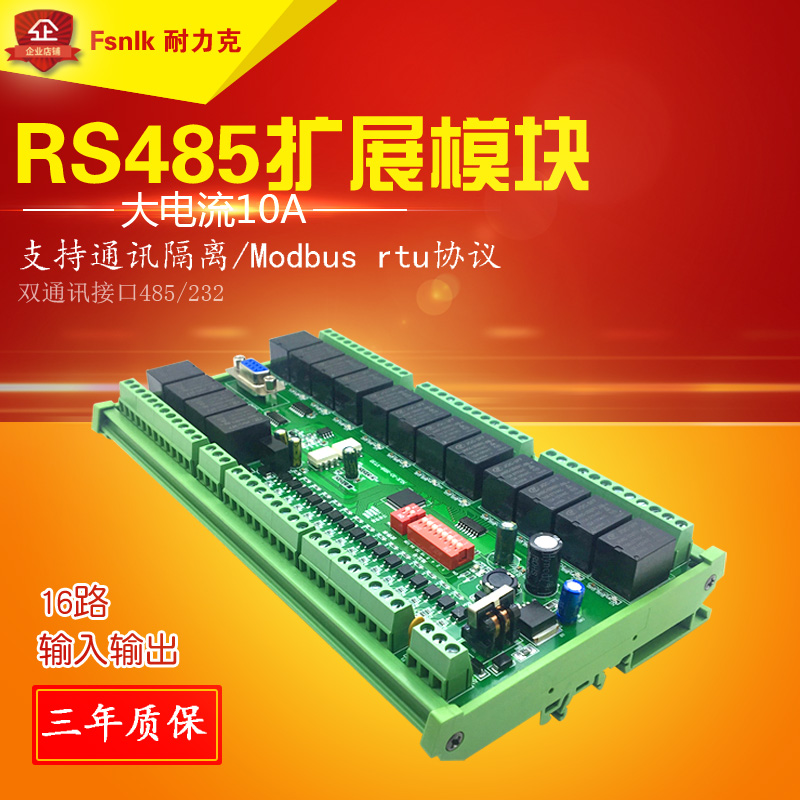 企
企业店铺
Fsnlk 耐力克
RS485扩展模块
大电流10A
支持通讯隔离/Modbus rtu协议
双通讯接口485/232
16路
输入输出
三年质保